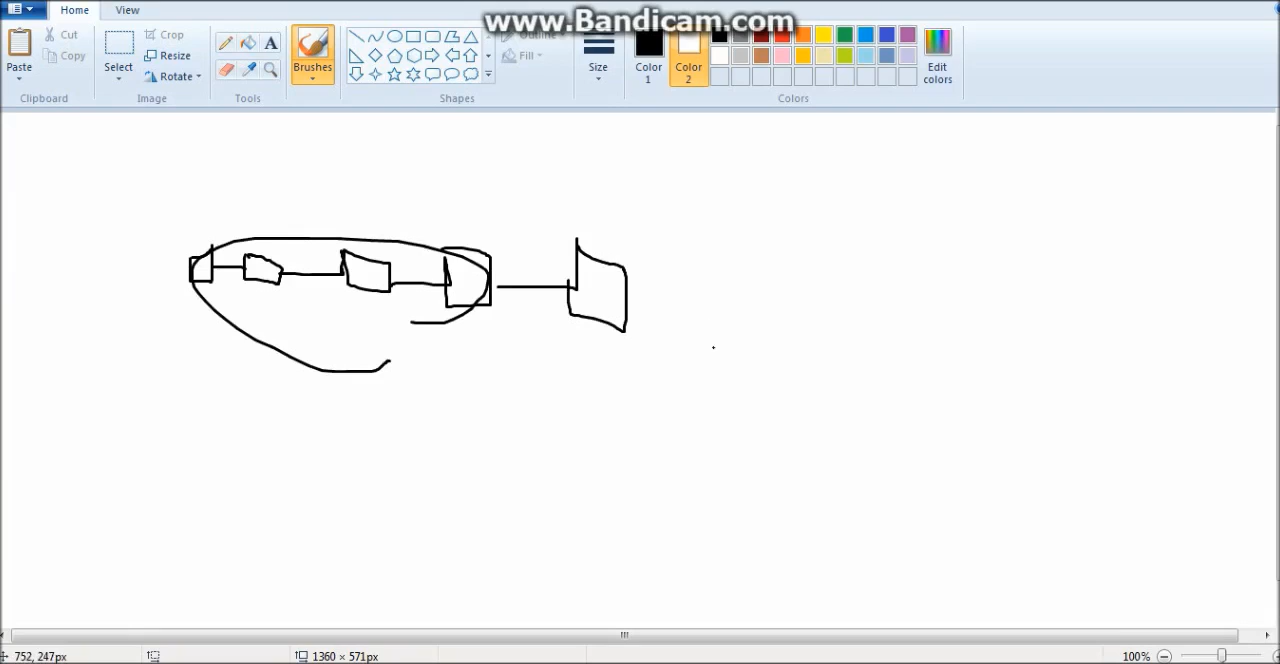 www.Bandicam.com
Home View
Paste
Cut
Copy
Clipboard
Select
Crop
Resize
Rotate
Image
A
Tools
Brushes
Outline
Fill
Shapes
Size
Color
1
Color
2
Edit
colors
Colors
752, 247px
1360 × 571px
100%